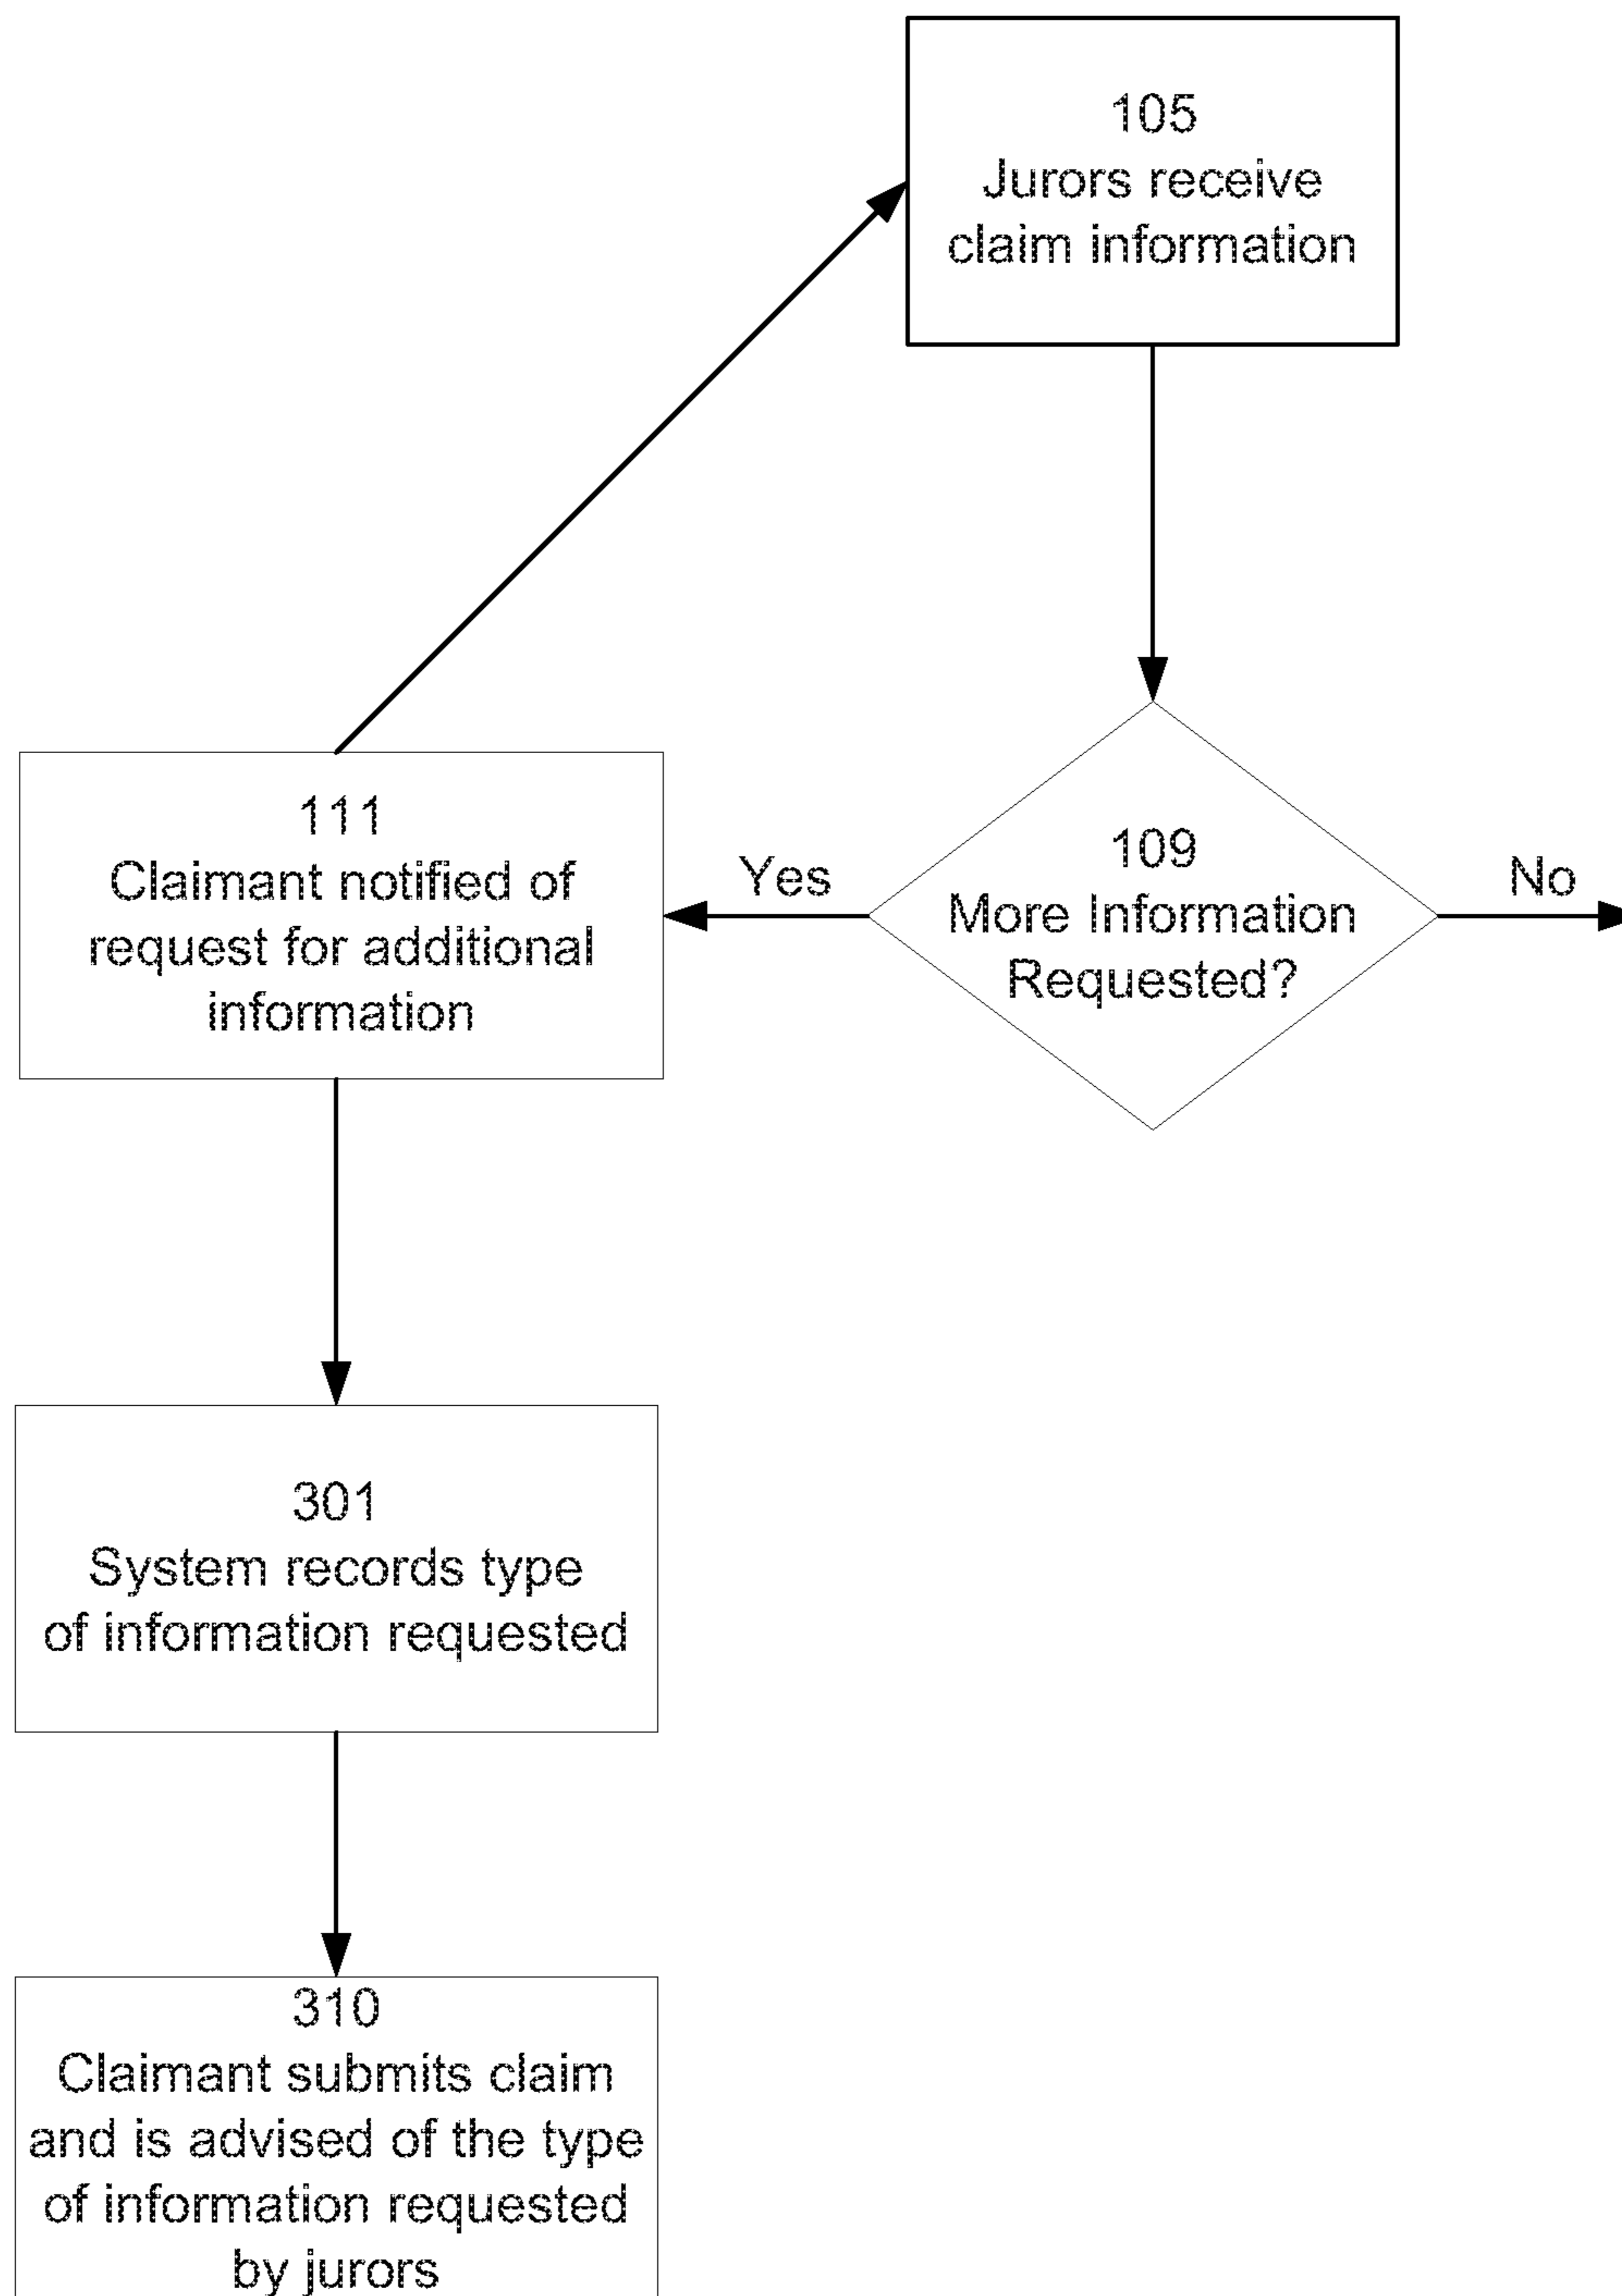 105
Jurors receive
claim information
111
Claimant notified of
request for additional
information
Yes
109
More Information
Requested?
No
301
System records type
of information requested
310
Claimant submits claim
and is advised of the type
of information requested
by jurors